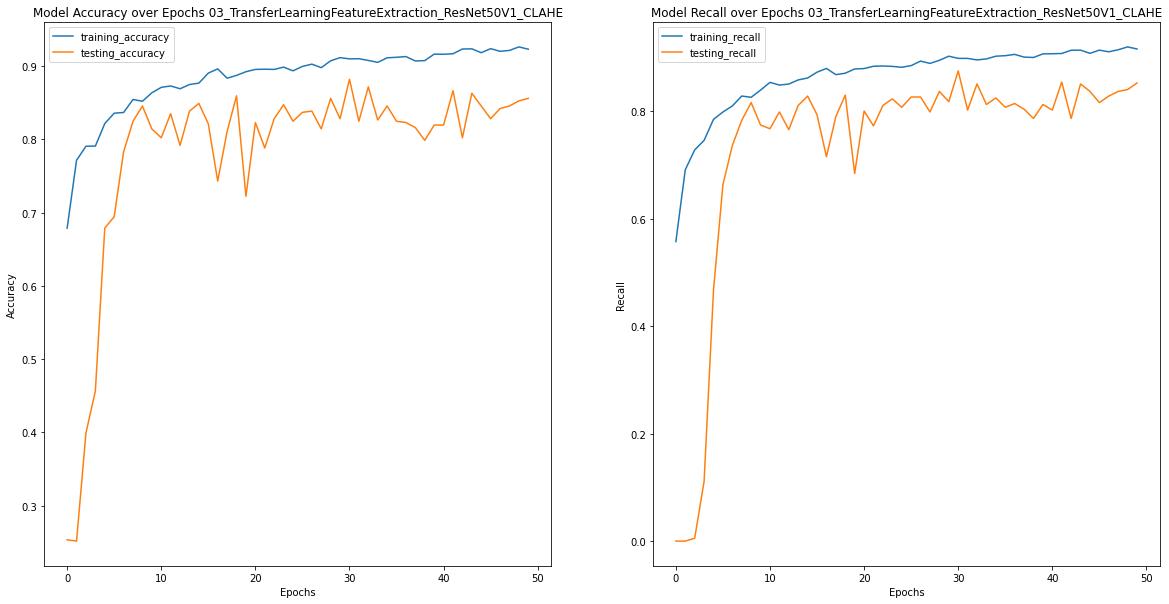 Model Accuracy over Epochs 03_TransferLearningFeatureExtraction_ResNet50V1_CLAHE
training_accuracy
testing_accuracy
0.9
0.8
0.7
0.6
0.5
0.4
0.3
Accuracy
0 10 20 30 40 50
Epochs
Model Recall over Epochs 03_TransferLearningFeatureExtraction_ResNet50V1_CLAHE
training_recall
testing_recall
0.8
0.6
0.4
0.2
0.0
Recall
0 10 20 30 40 50
Epochs